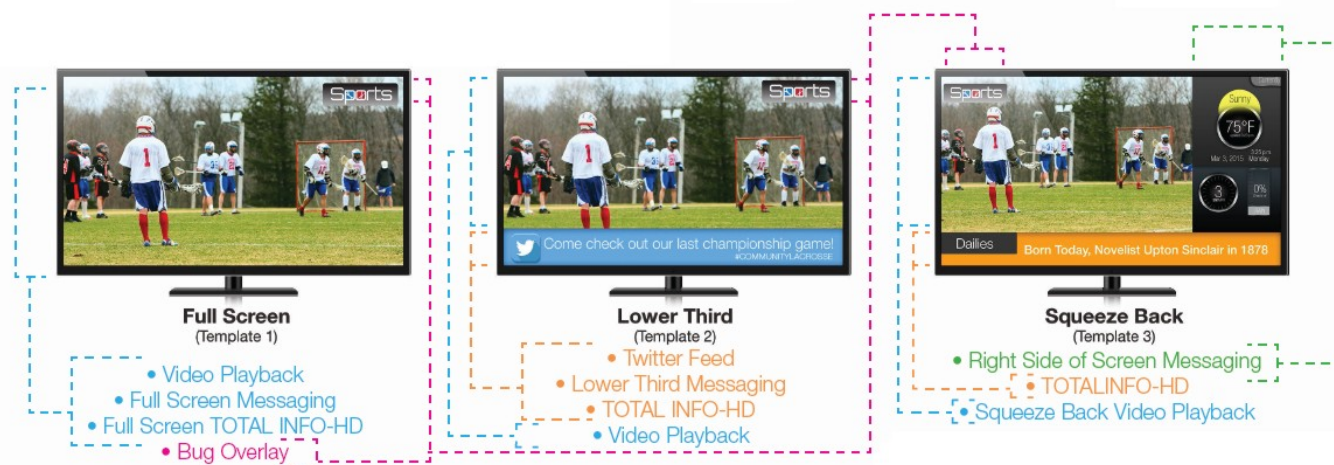 Sports
Sports
Sports
Sunny
75°F
Mar 3, 2015 Monday
3
0%
Come check out our last championship game!
#COMMUNITYLACROSSE
Dailies
Born Today, Novelist Upton Sinclair in 1878
Full Screen
(Template 1)
• Video Playback
• Full Screen Messaging
• Full Screen TOTAL INFO-HD
• Bug Overlay
Lower Third
(Template 2)
• Twitter Feed
• Lower Third Messaging
• TOTAL INFO-HD
• Video Playback
Squeeze Back
(Template 3)
• Right Side of Screen Messaging
• TOTALINFO-HD
• Squeeze Back Video Playback